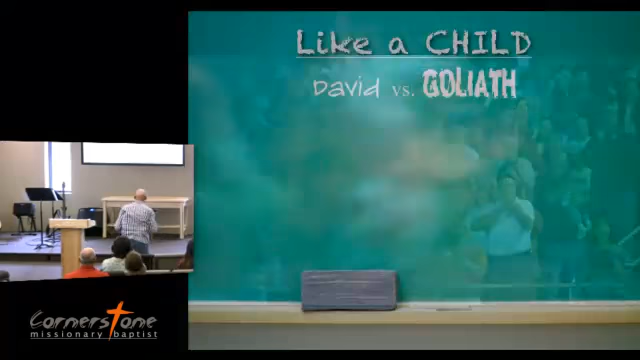 Like a CHILD
David vs. GOLIATH
Cornerstone
missionary baptist